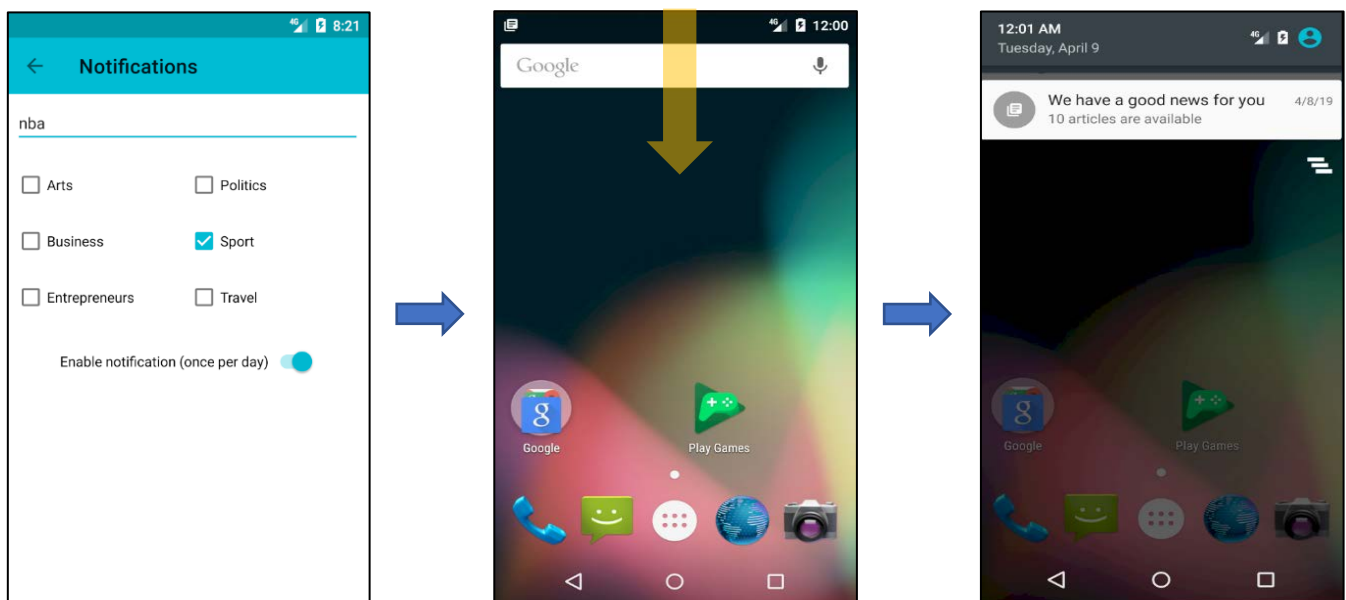 4G 8:21
Notifications
nba
Arts Politics
Business Sport
Entrepreneurs Travel
Enable notification (once per day)
4G 12:00
Google
g
Google Play Games
12:01 AM
Tuesday, April 9
4G
We have a good news for you 4/8/19
10 articles are available
g
Google Play Games